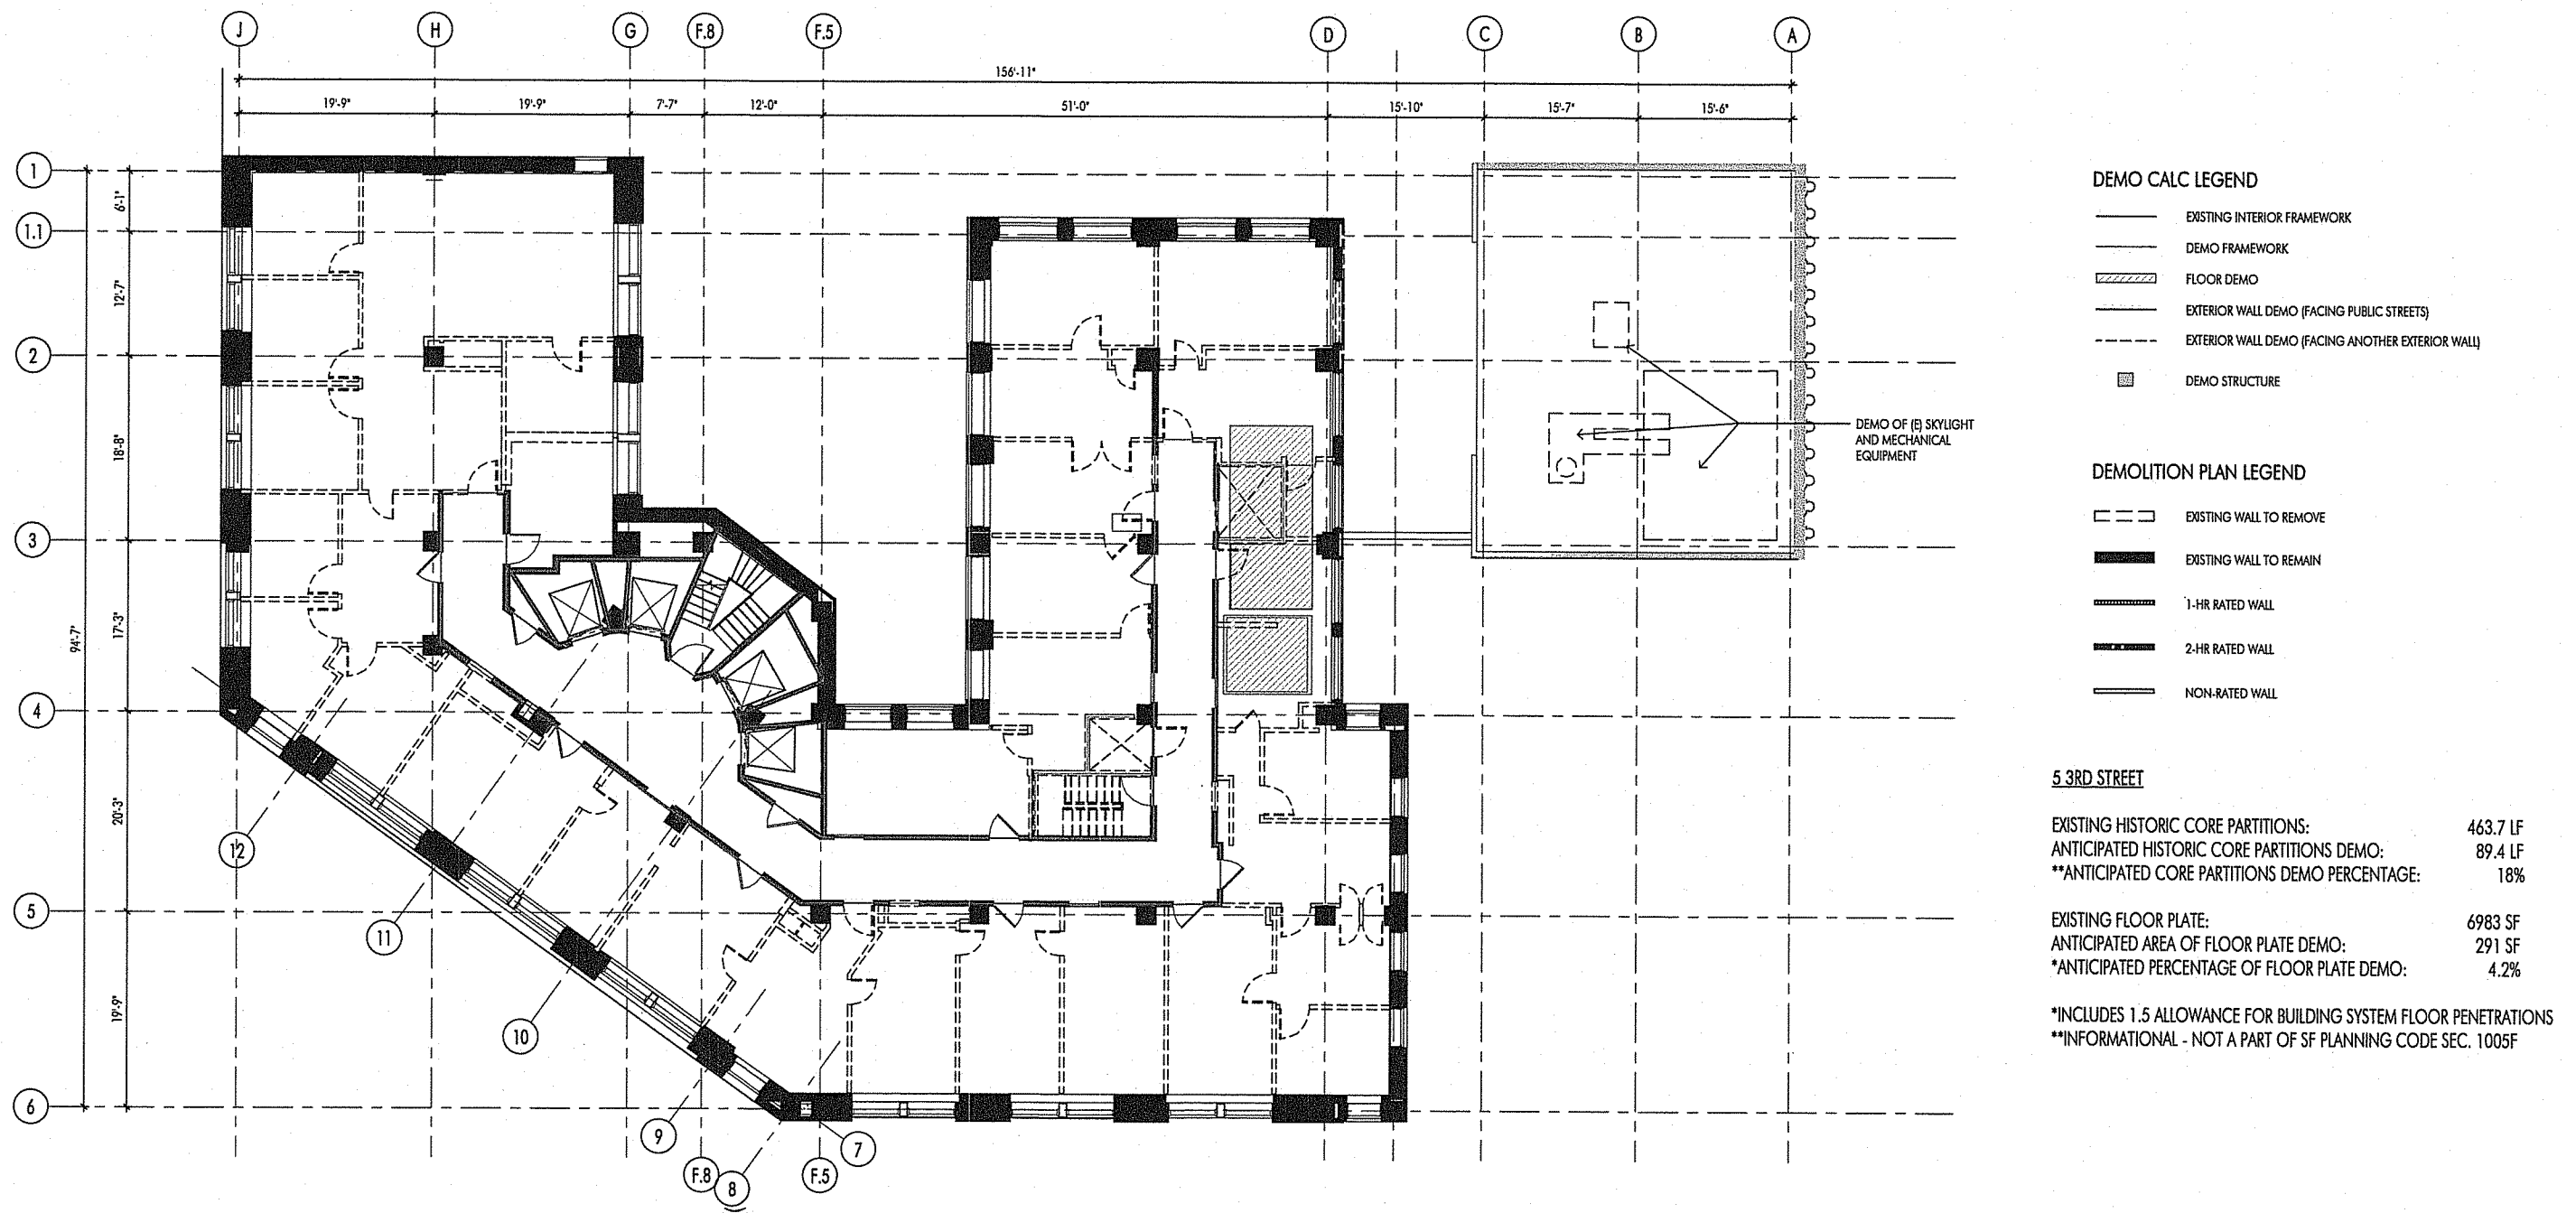 J H G F.8 F.5 D C B A
156'-11"
19'-9" 19'-9" 7'-7" 12'-0" 51'-0" 15'-10" 15'-7" 15'-6"
1
6'-1"
1.1
12'-7"
2
18'-8"
3
94'-7"
17'-3"
4
20'-3"
5
19'-9"
6
12
11
10
9
F.8
8
F.5
7
DEMO OF (E) SKYLIGHT
AND MECHANICAL
EQUIPMENT
DEMO CALC LEGEND
EXISTING INTERIOR FRAMEWORK
DEMO FRAMEWORK
FLOOR DEMO
EXTERIOR WALL DEMO (FACING PUBLIC STREETS)
EXTERIOR WALL DEMO (FACING ANOTHER EXTERIOR WALL)
DEMO STRUCTURE
DEMOLITION PLAN LEGEND
EXISTING WALL TO REMOVE
EXISTING WALL TO REMAIN
1-HR RATED WALL
2-HR RATED WALL
NON-RATED WALL
5 3RD STREET
EXISTING HISTORIC CORE PARTITIONS: 463.7 LF
ANTICIPATED HISTORIC CORE PARTITIONS DEMO: 89.4 LF
**ANTICIPATED CORE PARTITIONS DEMO PERCENTAGE: 18%
EXISTING FLOOR PLATE: 6983 SF
ANTICIPATED AREA OF FLOOR PLATE DEMO: 291 SF
*ANTICIPATED PERCENTAGE OF FLOOR PLATE DEMO: 4.2%
*INCLUDES 1.5 ALLOWANCE FOR BUILDING SYSTEM FLOOR PENETRATIONS
**INFORMATIONAL - NOT A PART OF SF PLANNING CODE SEC. 1005F